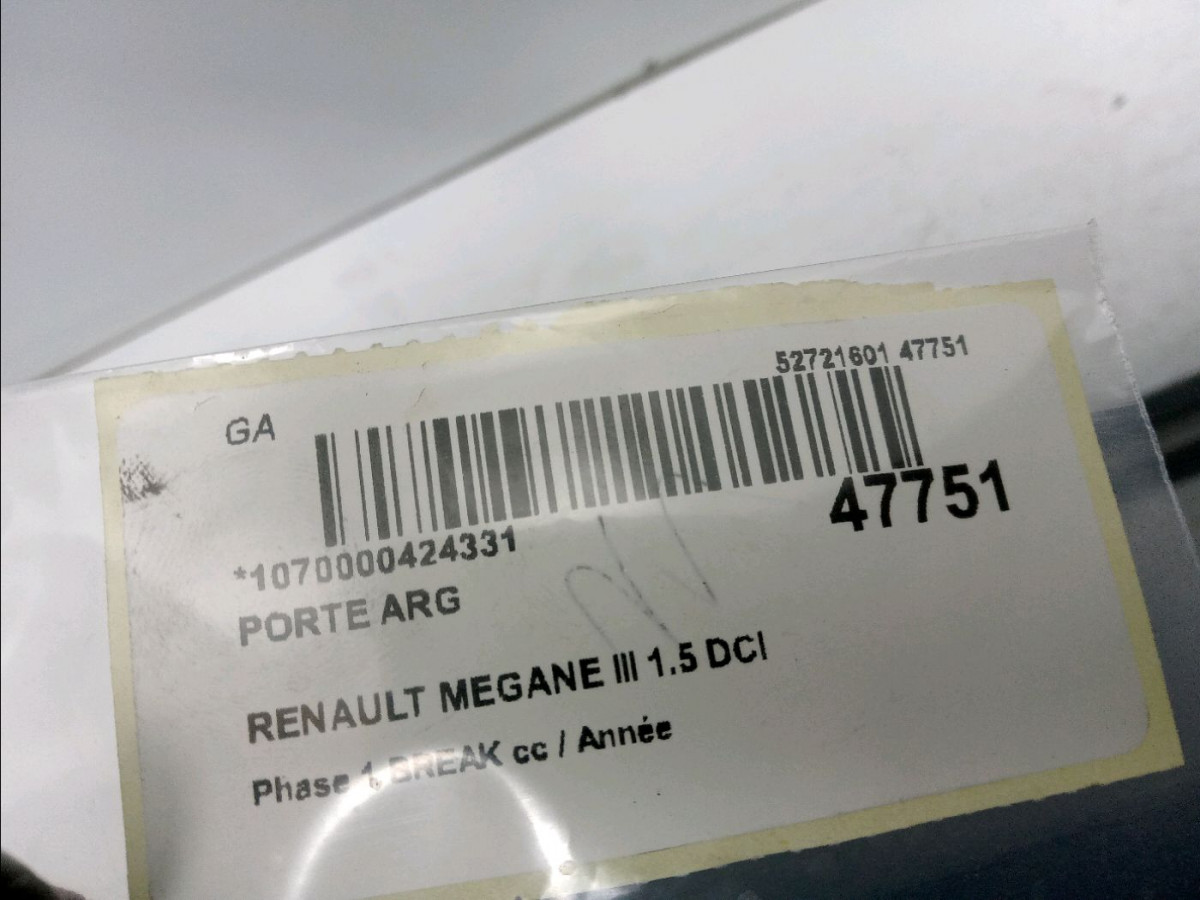 52721601 47751
GA
47751
*1070000424331
PORTE ARG
RENAULT MEGANE III 1.5 DCI
Phase 1, BREAK cc / Année